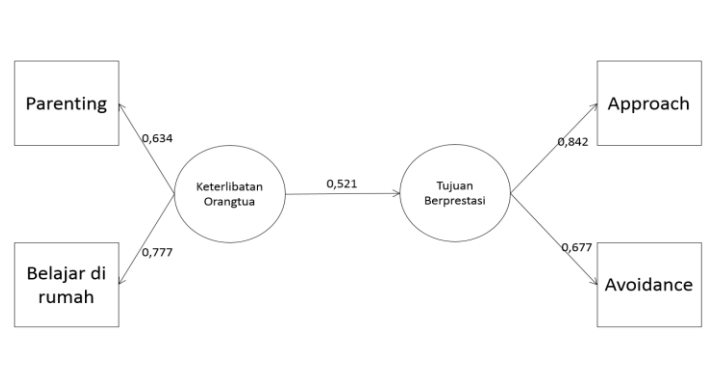 Parenting
Approach
0,634
0,842
Keterlibatan
Orangtua
0,521
Tujuan
Berprestasi
0,777
0,677
Belajar di
rumah
Avoidance